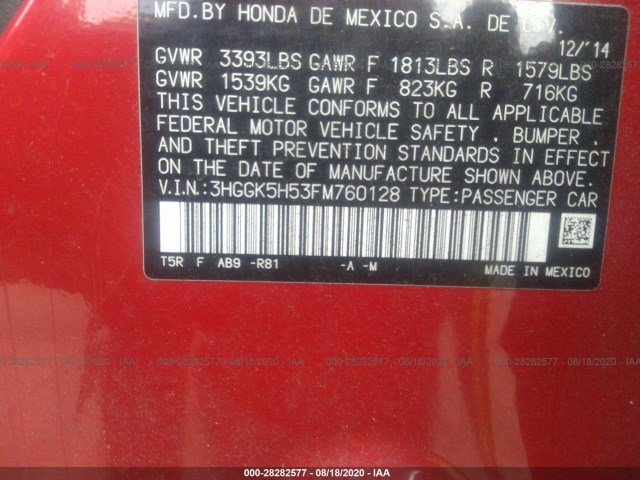 MFD.BY HONDA DE MEXICO S.A. DE C.V.
12/'14
GVWR 3393LBS GAWR F 1813LBS R 1579LBS
GVWR 1539KG GAWR F 823KG R 716KG
THIS VEHICLE CONFORMS TO ALL APPLICABLE
FEDERAL MOTOR VEHICLE SAFETY , BUMPER ,
AND THEFT PREVENTION STANDARDS IN EFFECT
ON THE DATE OF MANUFACTURE SHOWN ABOVE.
V.I.N.:3HGGK5H53FM760128 TYPE:PASSENGER CAR
T5R F AB9 -R81 -A -M
MADE IN MEXICO
000-28282577 - 08/18/2020 - IAA